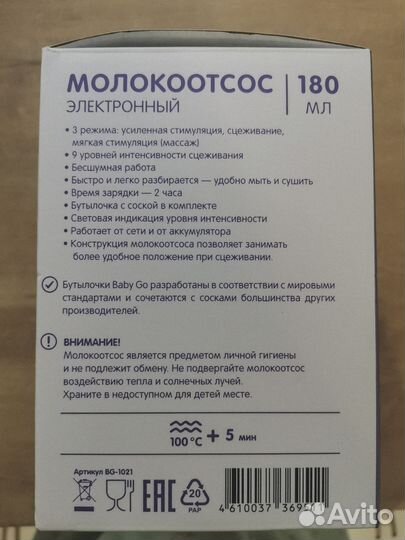 МОЛОКООТСОС
ЭЛЕКТРОННЫЙ
180
МЛ
• 3 режима: усиленная стимуляция, сцеживание,
мягкая стимуляция (массаж)
• 9 уровней интенсивности сцеживания
• Бесшумная работа
• Быстро и легко разбирается — удобно мыть и сушить
• Время зарядки — 2 часа
• Бутылочка с соской в комплекте
• Световая индикация уровня интенсивности
• Работает от сети и от аккумулятора
• Конструкция молокоотсоса позволяет занимать
более удобное положение при сцеживании.
Бутылочки Baby Go разработаны в соответствии с мировыми
стандартами и сочетаются с сосками большинства других
производителей.
ВНИМАНИЕ!
Молокоотсос является предметом личной гигиены
и не подлежит обмену. Не подвергайте молокоотсос
воздействию тепла и солнечных лучей.
Храните в недоступном для детей месте.
100°C + 5 мин
Артикул BG-1021
EAC
20
PAP
4 610037
Avito